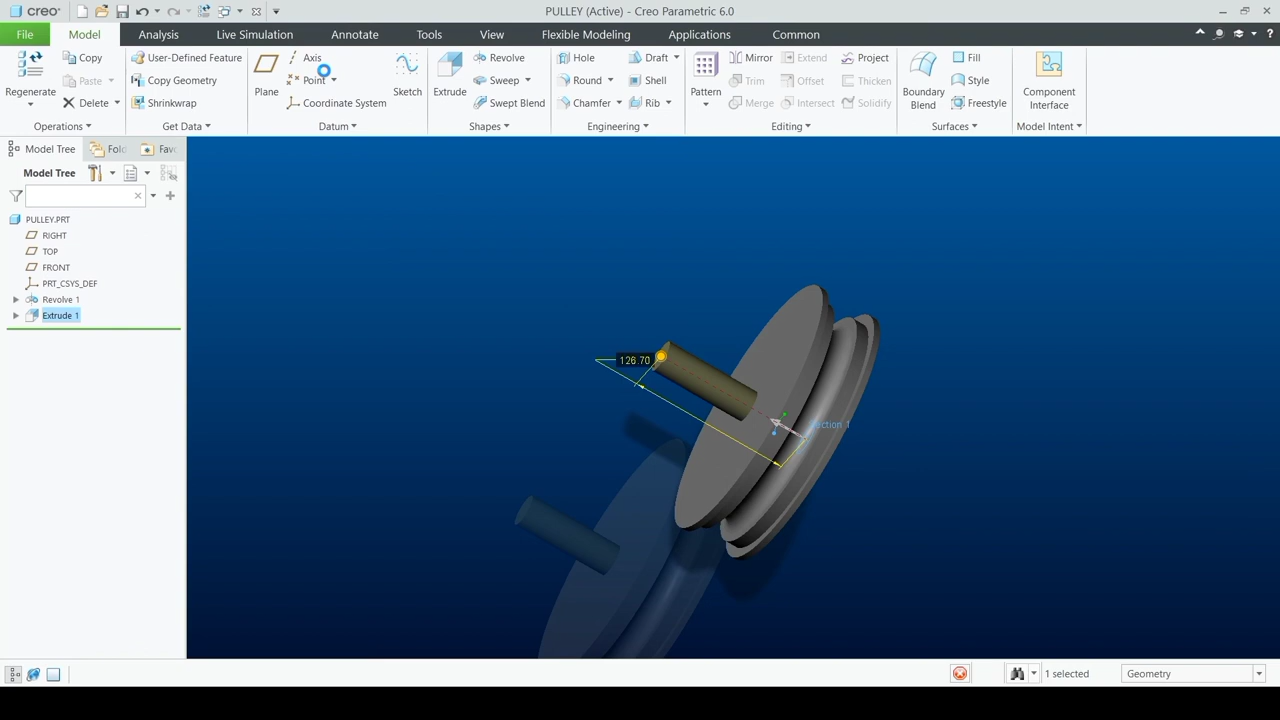 creo PULLEY (Active) - Creo Parametric 6.0
File Model Analysis Live Simulation Annotate Tools View Flexible Modeling Applications Common
Copy User-Defined Feature Axis Revolve Hole Draft Mirror Extend Project Fill
Paste Copy Geometry Point Sweep Round Shell Trim Offset Thicken Style
Regenerate Delete Shrinkwrap Plane Coordinate System Sketch Extrude Swept Blend Chamfer Rib Pattern Merge Intersect Solidify Boundary Blend Freestyle Component Interface
Operations Get Data Datum Shapes Engineering Editing Surfaces Model Intent
Model Tree Fol Fav
Model Tree
PULLEY.PRT
RIGHT
TOP
FRONT
PRT_CSYS_DEF
Revolve 1
Extrude 1
126.70
ection 1
1 selected Geometry